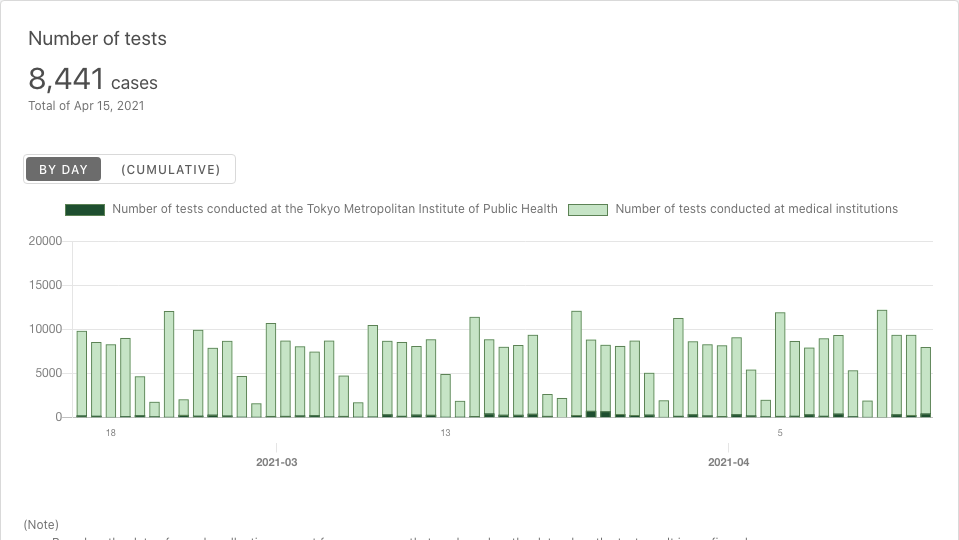 Number of tests
8,441 cases
Total of Apr 15, 2021
BY DAY (CUMULATIVE)
Number of tests conducted at the Tokyo Metropolitan Institute of Public Health Number of tests conducted at medical institutions
20000
15000
10000
5000
0
18 13 5
2021-03 2021-04
(Note)